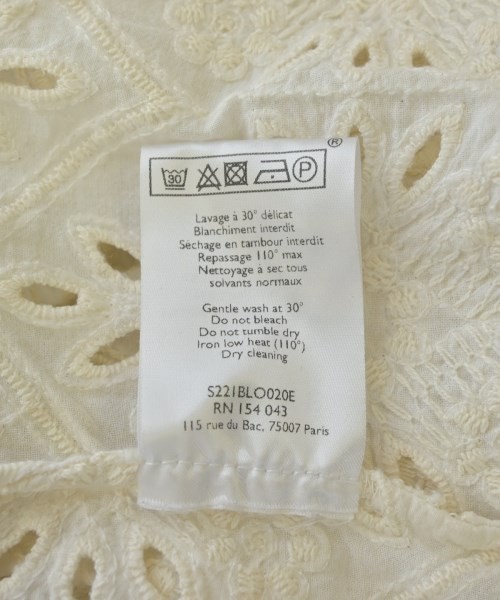 ®
30 P
Lavage à 30° délicat
Blanchiment interdit
Séchage en tambour interdit
Repassage 110° max
Nettoyage à sec tous
solvants normaux
Gentle wash at 30°
Do not bleach
Do not tumble dry
Iron low heat (110°)
Dry cleaning
S221BLO020E
RN 154 043
115 rue du Bac, 75007 Paris